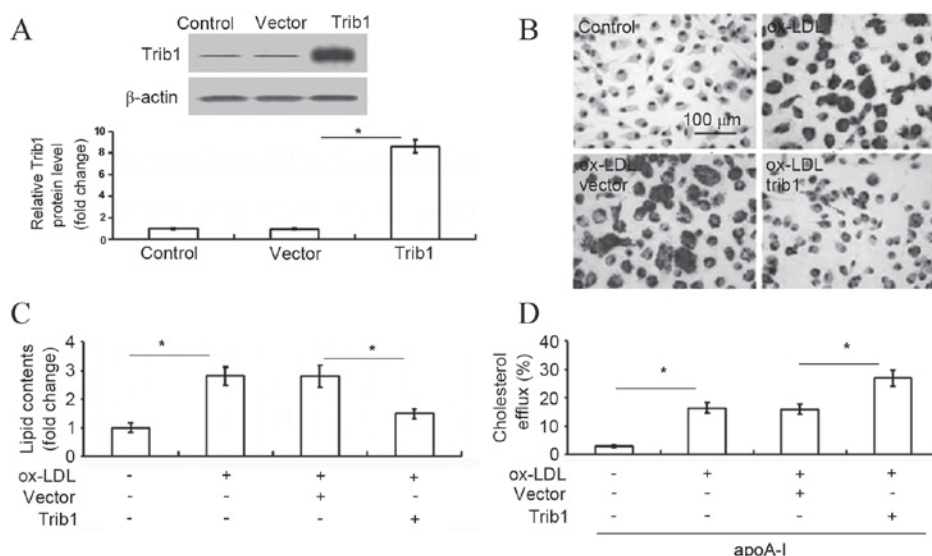 A
Control Vector Trib1
Trib1
β-actin
Relative Trib1
protein level
(fold change)
10
8
6
4
2
0
*
Control Vector Trib1
B
Control
100 μm
ox-LDL
ox-LDL
vector
ox-LDL
trib1
C
Lipid contents
(fold change)
4
3
2
1
0
* *
ox-LDL - + + +
Vector - - + -
Trib1 - - - +
D
Cholesterol
efflux (%)
40
30
20
10
0
* *
ox-LDL - + + +
Vector - - + -
Trib1 - - - +
apoA-I